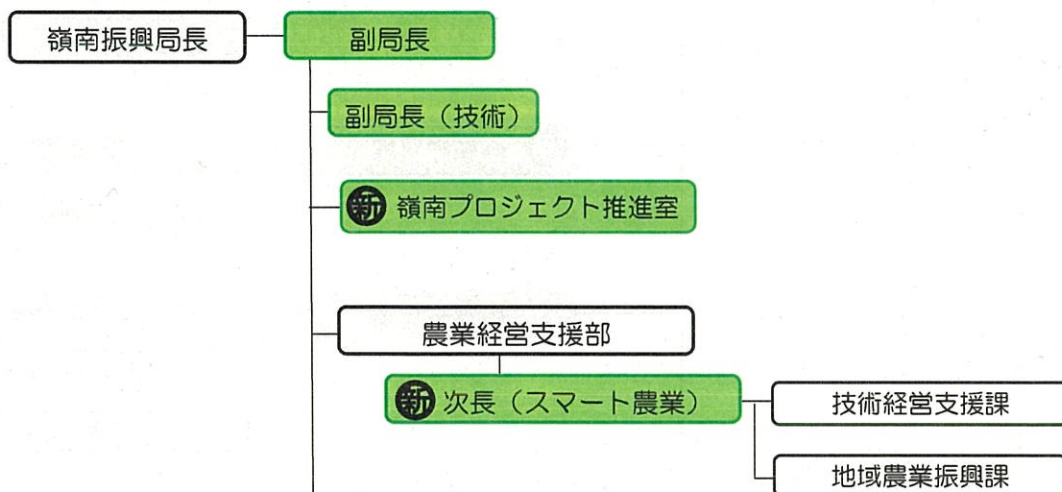 嶺南振興局長
副局長
副局長（技術）
新 嶺南プロジェクト推進室
農業経営支援部
新 次長（スマート農業）
技術経営支援課
地域農業振興課